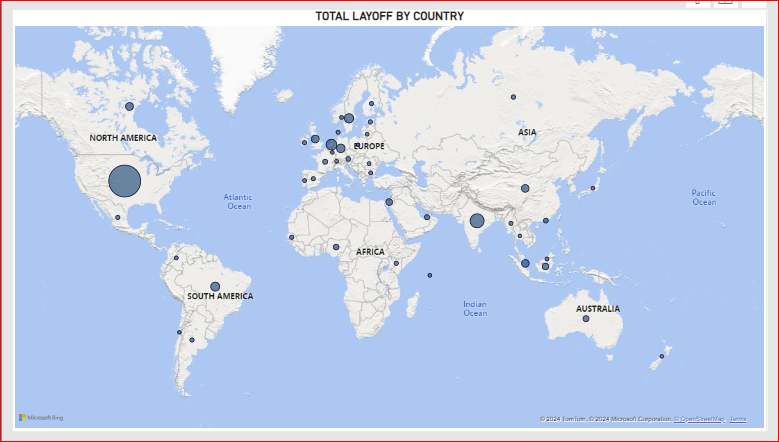 TOTAL LAYOFF BY COUNTRY
NORTH AMERICA
EUROPE
ASIA
Atlantic
Ocean
Pacific
Ocean
AFRICA
SOUTH AMERICA
Indian
Ocean
AUSTRALIA
Microsoft Bing
© 2024 TomTom, © 2024 Microsoft Corporation, © OpenStreetMap Terms